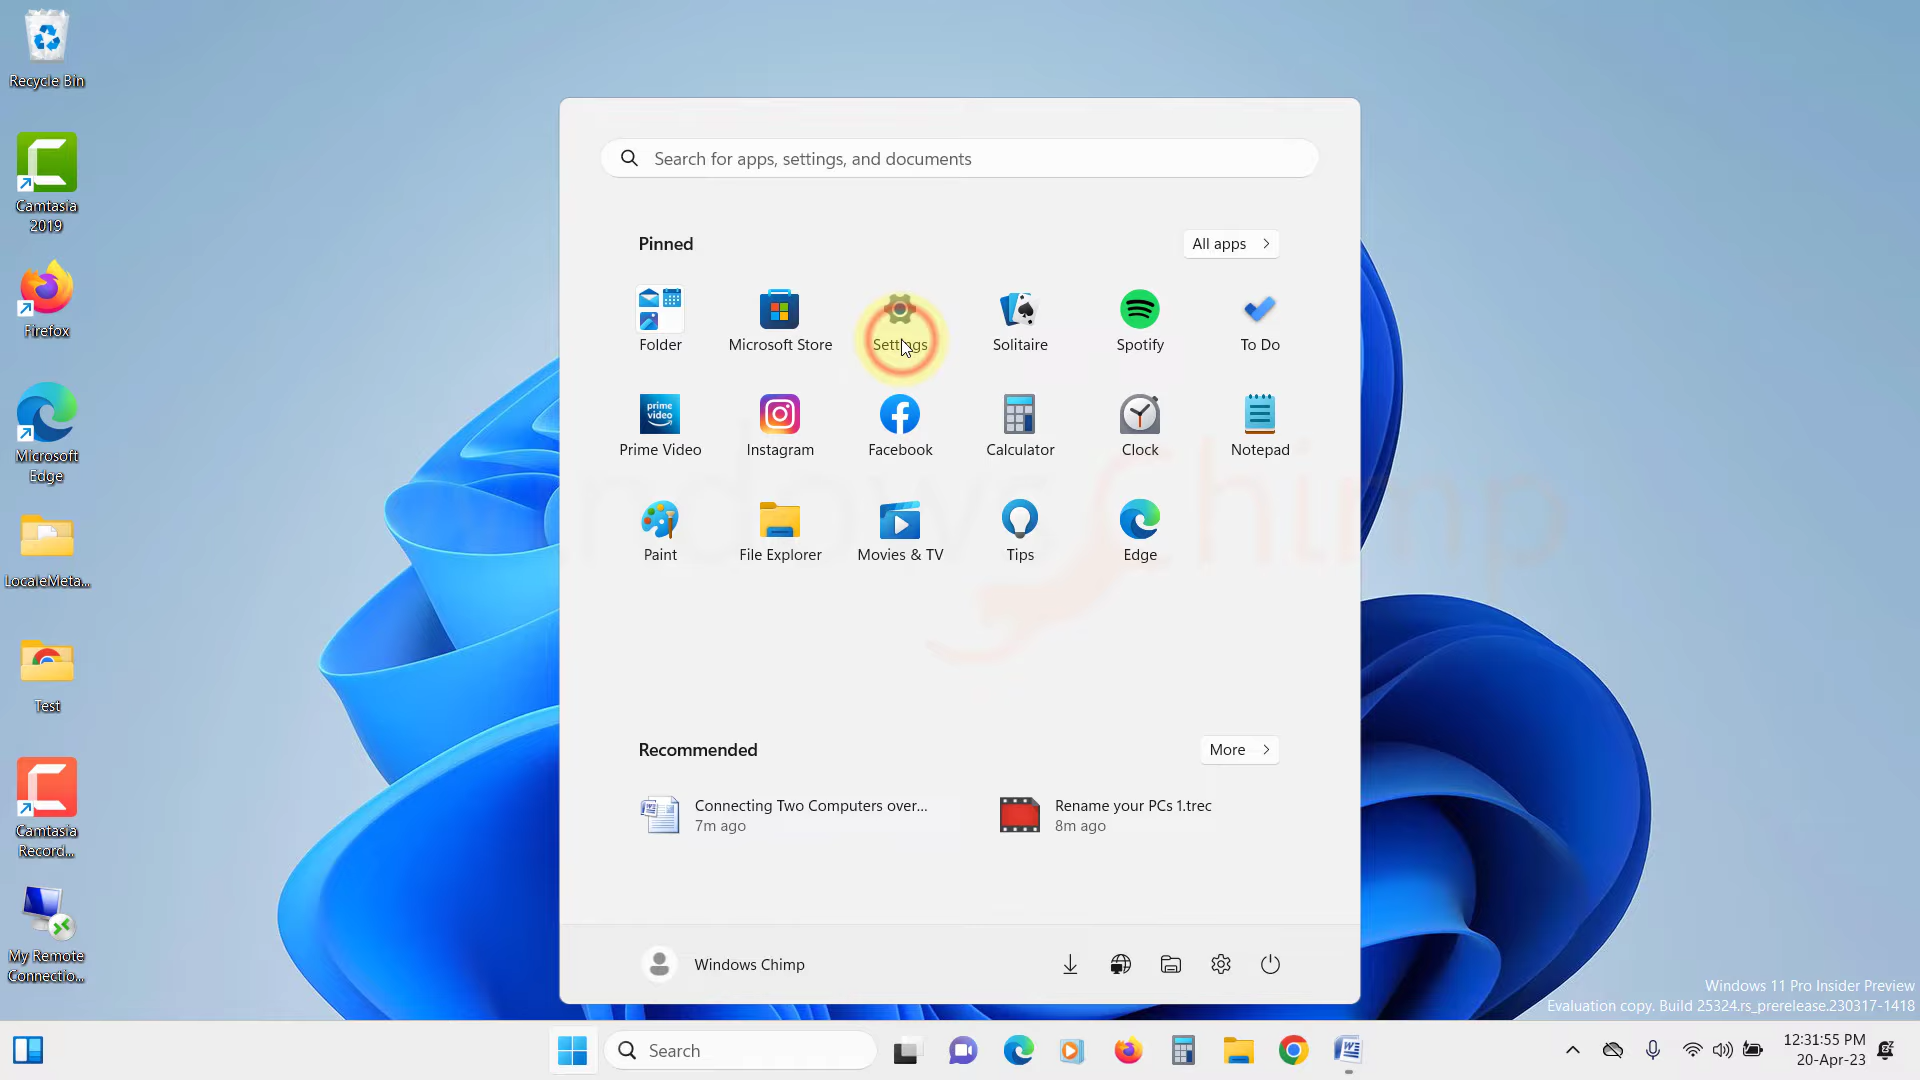 Recycle Bin
Camtasia
2019
Firefox
Microsoft
Edge
LocaleMeta...
Test
Camtasia
Record...
My Remote
Connectio...
Search for apps, settings, and documents
Pinned
All apps
Folder
Microsoft Store
Settings
Solitaire
Spotify
To Do
prime
video
Prime Video
Instagram
Facebook
Calculator
Clock
Notepad
Paint
File Explorer
Movies & TV
Tips
Edge
Recommended
More
Connecting Two Computers over...
7m ago
Rename your PCs 1.trec
8m ago
Windows Chimp
Windows 11 Pro Insider Preview
Evaluation copy. Build 25324.rs_prerelease.230317-1418
Search
12:31:55 PM
20-Apr-23